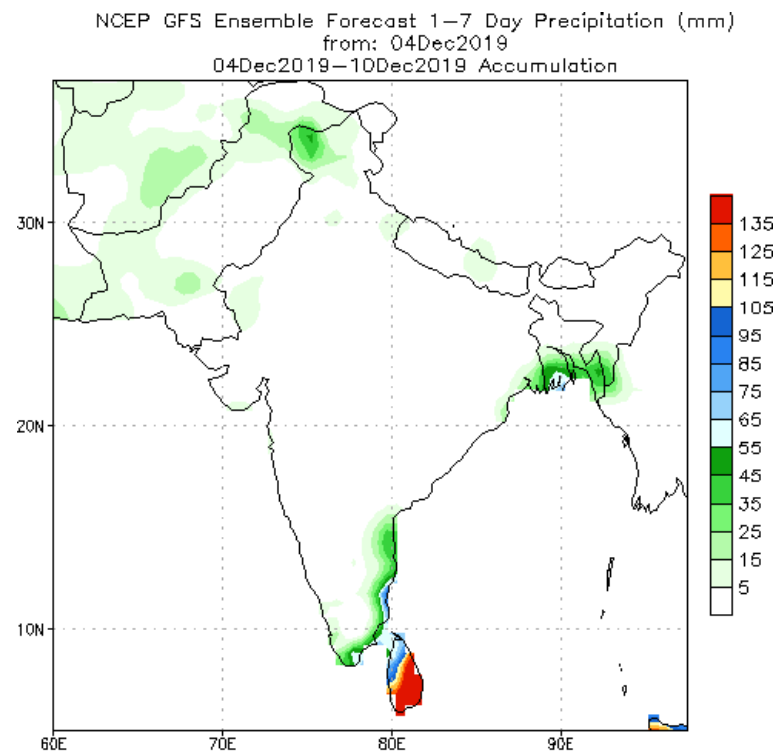 NCEP GFS Ensemble Forecast 1–7 Day Precipitation (mm)
from: 04Dec2019
04Dec2019–10Dec2019 Accumulation
30N
20N
10N
60E
70E
80E
90E
135
125
115
105
95
85
75
65
55
45
35
25
15
5